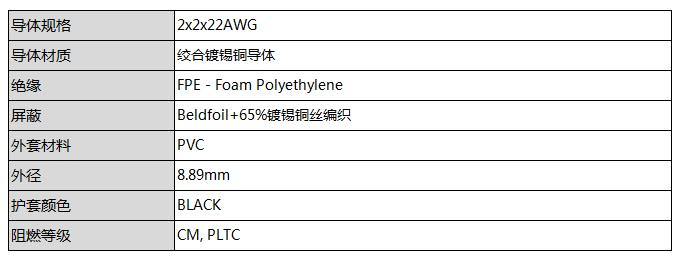 导体规格 2x2x22AWG
导体材质 绞合镀锡铜导体
绝缘 FPE - Foam Polyethylene
屏蔽 Beldfoil+65%镀锡铜丝编织
外套材料 PVC
外径 8.89mm
护套颜色 BLACK
阻燃等级 CM, PLTC